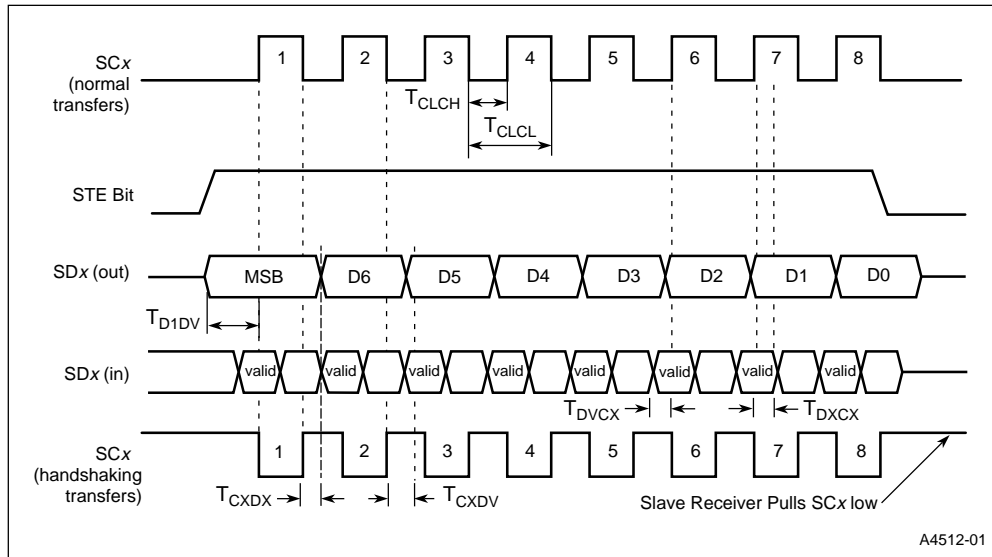 SCx
(normal
transfers)
1 2 3 4 5 6 7 8
TCLCH
TCLCL
STE Bit
SDx (out)
MSB D6 D5 D4 D3 D2 D1 D0
TD1DV
SDx (in)
valid valid valid valid valid valid valid valid
TDVCX
TDXCX
SCx
(handshaking
transfers)
1 2 3 4 5 6 7 8
TCXDX
TCXDV
Slave Receiver Pulls SCx low
A4512-01